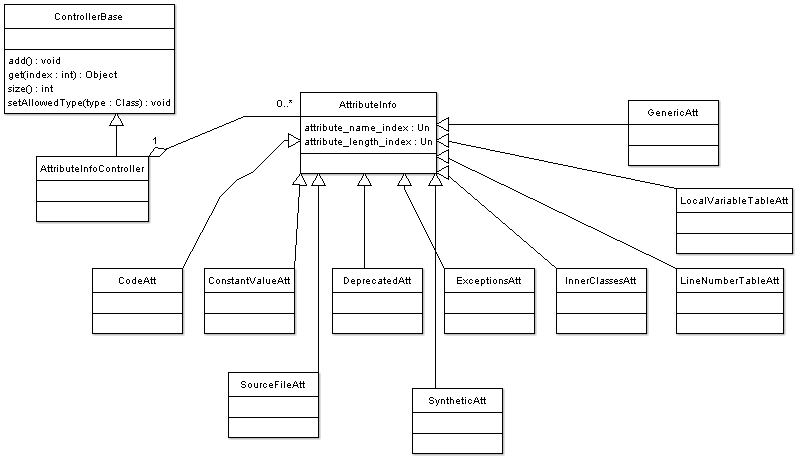 ControllerBase
add() : void
get(index : int) : Object
size() : int
setAllowedType(type : Class) : void
0..*
AttributeInfo
attribute_name_index : Un
attribute_length_index : Un
GenericAtt
1
AttributeInfoController
LocalVariableTableAtt
CodeAtt
ConstantValueAtt
DeprecatedAtt
ExceptionsAtt
InnerClassesAtt
LineNumberTableAtt
SourceFileAtt
SyntheticAtt